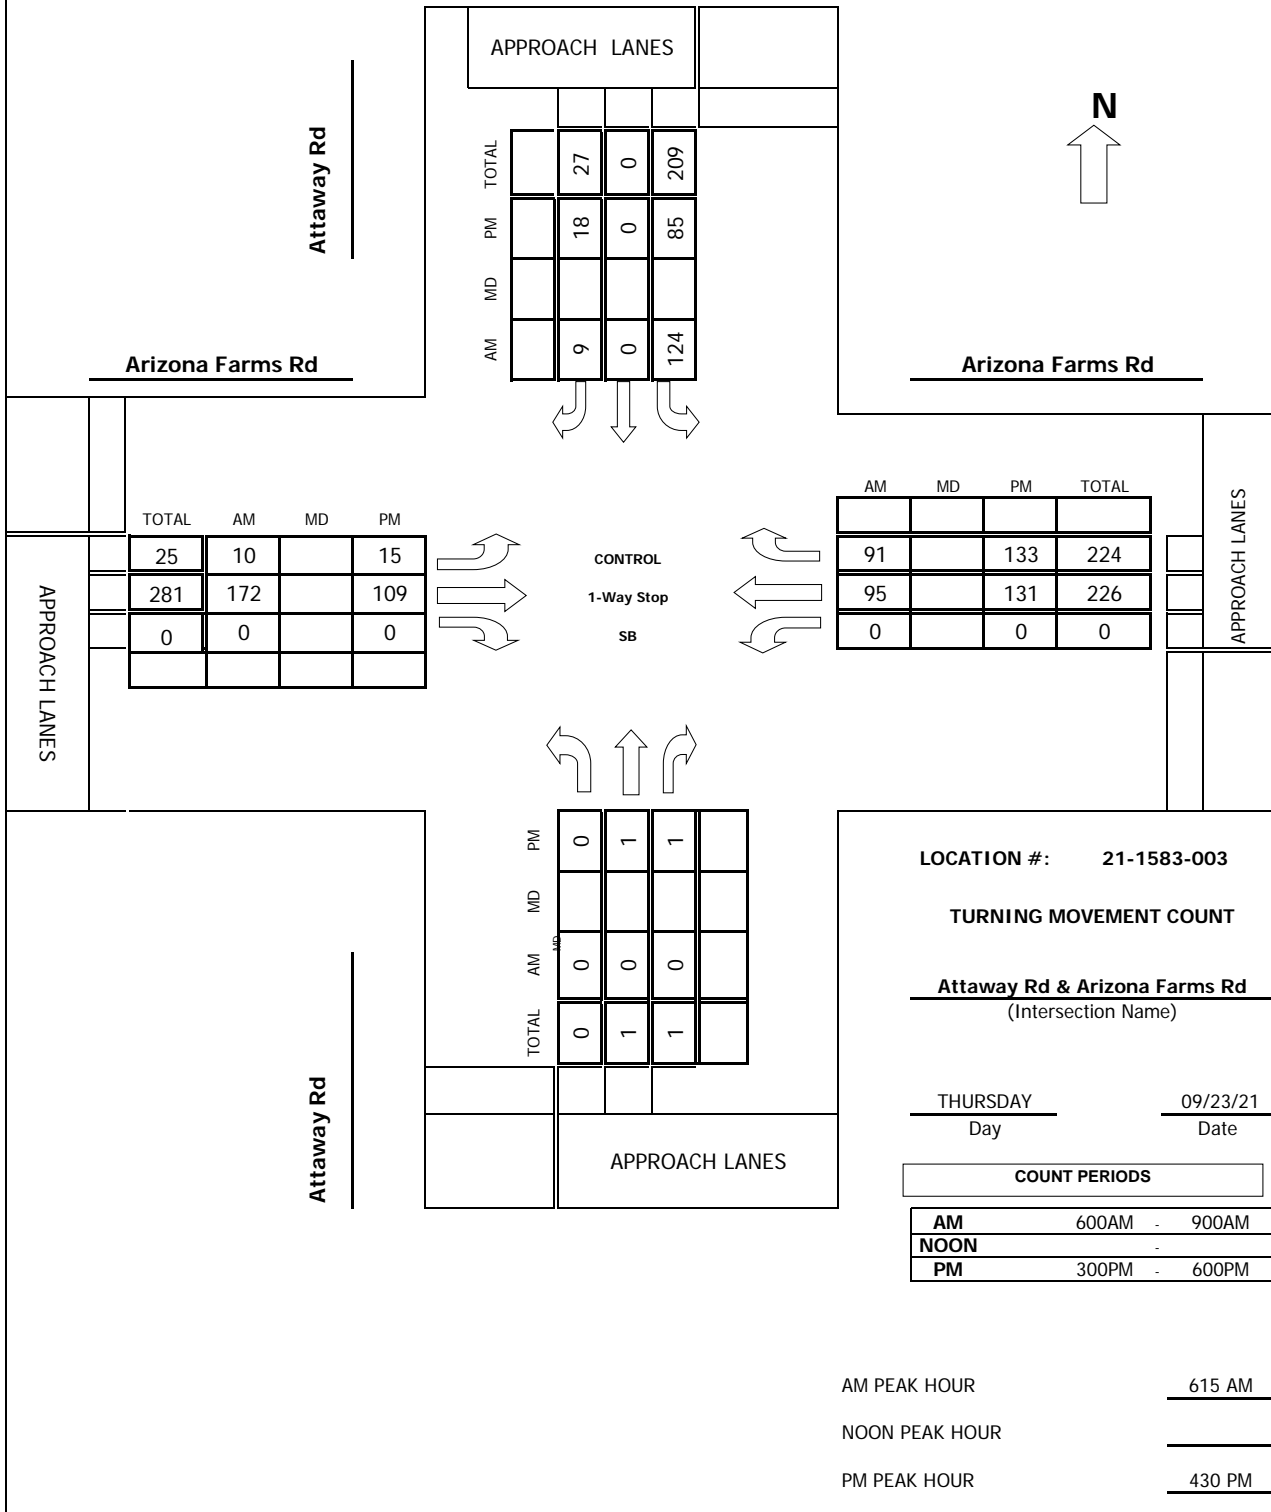 APPROACH LANES
N
Attaway Rd
TOTAL 27 0 209
PM 18 0 85
MD
AM 9 0 124
Arizona Farms Rd
Arizona Farms Rd
TOTAL AM MD PM
25 10 15
281 172 109
0 0 0
APPROACH LANES
CONTROL
1-Way Stop
SB
AM MD PM TOTAL
91 133 224
95 131 226
0 0 0
APPROACH LANES
PM 0 1 1
MD
MD
AM 0 0 0
TOTAL 0 1 1
Attaway Rd
APPROACH LANES
LOCATION #: 21-1583-003
TURNING MOVEMENT COUNT
Attaway Rd & Arizona Farms Rd
(Intersection Name)
THURSDAY 09/23/21
Day Date
COUNT PERIODS
AM 600AM - 900AM
NOON -
PM 300PM - 600PM
AM PEAK HOUR 615 AM
NOON PEAK HOUR
PM PEAK HOUR 430 PM